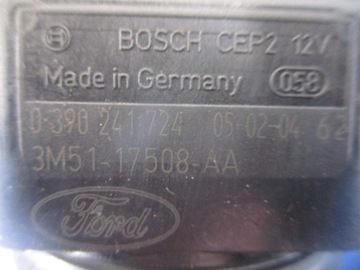 BOSCH CEP2 12V
Made in Germany 058
0 390 241 724 05-02-04 62
3M51-17508-AA
Ford